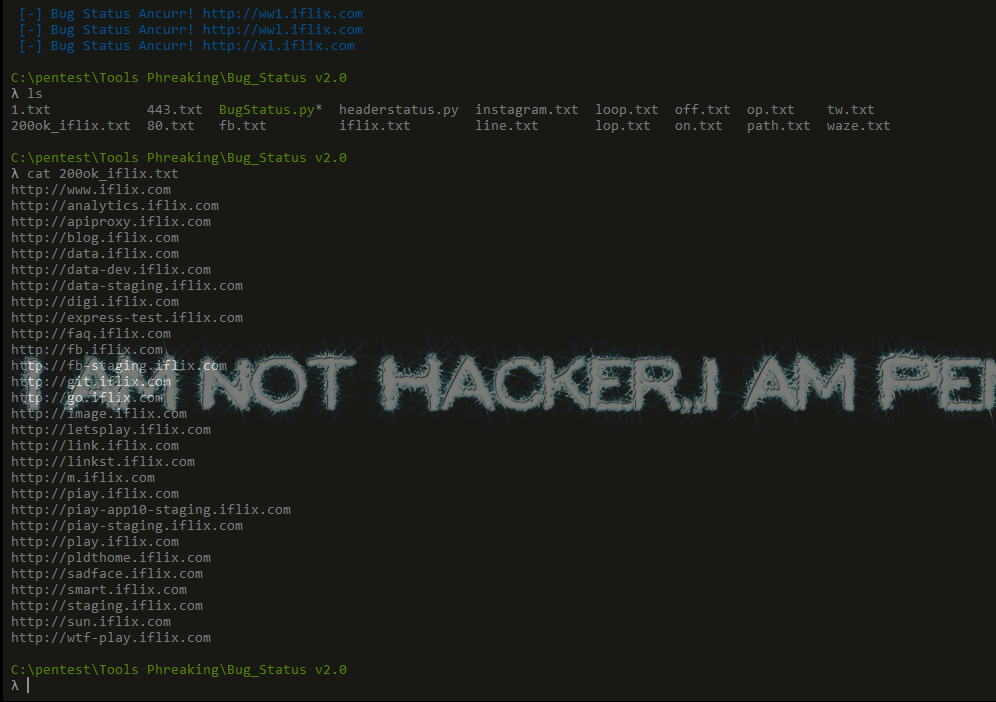 [-] Bug Status Ancurr! http://ww1.iflix.com
[-] Bug Status Ancurr! http://wwl.iflix.com
[-] Bug Status Ancurr! http://xl.iflix.com
C:\pentest\Tools Phreaking\Bug_Status v2.0
λ ls
1.txt 443.txt BugStatus.py* headerstatus.py instagram.txt loop.txt off.txt op.txt tw.txt
200ok_iflix.txt 80.txt fb.txt iflix.txt line.txt lop.txt on.txt path.txt waze.txt
C:\pentest\Tools Phreaking\Bug_Status v2.0
λ cat 200ok_iflix.txt
http://www.iflix.com
http://analytics.iflix.com
http://apiproxy.iflix.com
http://blog.iflix.com
http://data.iflix.com
http://data-dev.iflix.com
http://data-staging.iflix.com
http://digi.iflix.com
http://express-test.iflix.com
http://faq.iflix.com
http://fb.iflix.com
http://fb-staging.iflix.com
http://git.iflix.com
http://go.iflix.com
I AM NOT HACKER,,I AM PEN
http://image.iflix.com
http://letsplay.iflix.com
http://link.iflix.com
http://linkst.iflix.com
http://m.iflix.com
http://piay.iflix.com
http://piay-app10-staging.iflix.com
http://piay-staging.iflix.com
http://play.iflix.com
http://pldthome.iflix.com
http://sadface.iflix.com
http://smart.iflix.com
http://staging.iflix.com
http://sun.iflix.com
http://wtf-play.iflix.com
C:\pentest\Tools Phreaking\Bug_Status v2.0
λ